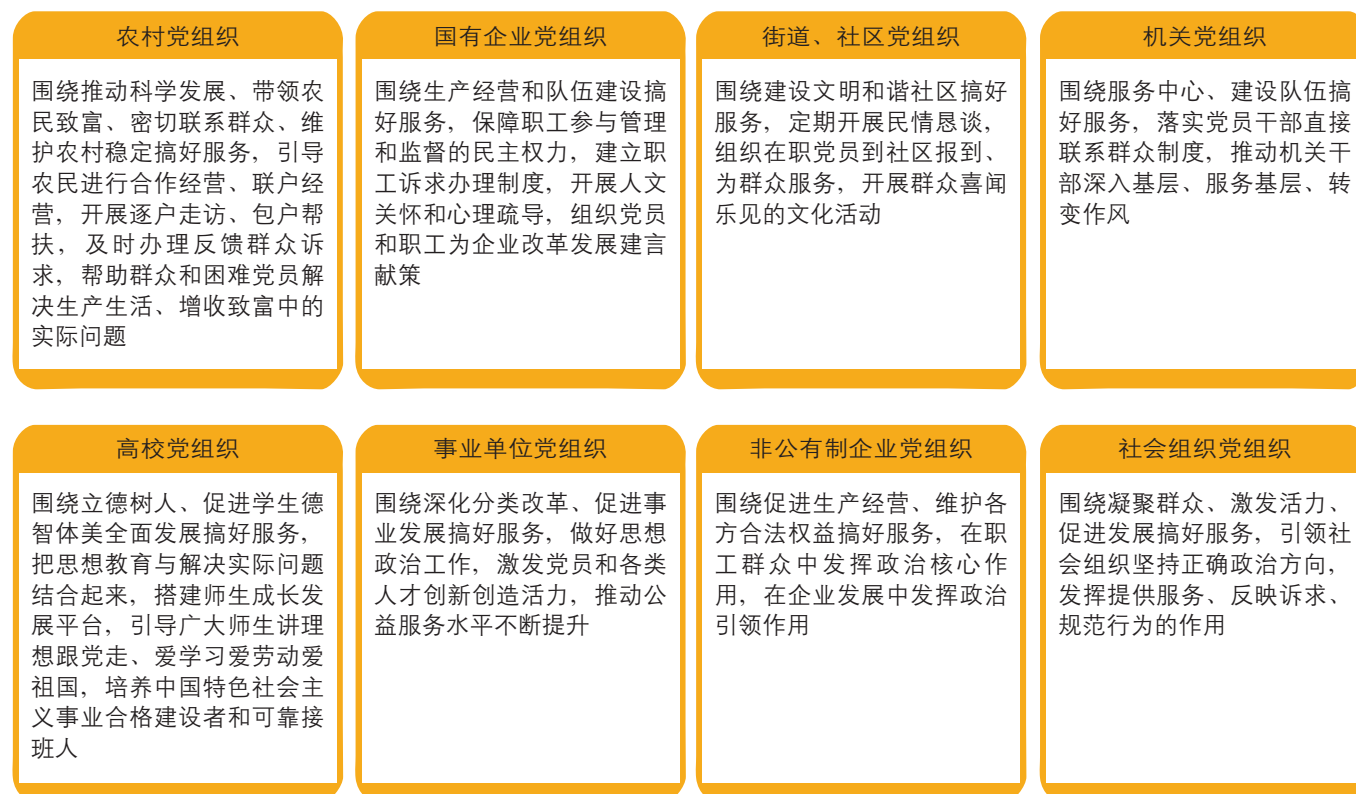 农村党组织
围绕推动科学发展、带领农
民致富、密切联系群众、维
护农村稳定搞好服务，引导
农民进行合作经营、联户经
营，开展逐户走访、包户帮
扶，及时办理反馈群众诉
求，帮助群众和困难党员解
决生产生活、增收致富中的
实际问题
国有企业党组织
围绕生产经营和队伍建设搞
好服务，保障职工参与管理
和监督的民主权力，建立职
工诉求办理制度，开展人文
关怀和心理疏导，组织党员
和职工为企业改革发展建言
献策
街道、社区党组织
围绕建设文明和谐社区搞好
服务，定期开展民情恳谈，
组织在职党员到社区报到、
为群众服务，开展群众喜闻
乐见的文化活动
机关党组织
围绕服务中心、建设队伍搞
好服务，落实党员干部直接
联系群众制度，推动机关干
部深入基层、服务基层、转
变作风
高校党组织
围绕立德树人、促进学生德
智体美全面发展搞好服务，
把思想教育与解决实际问题
结合起来，搭建师生成长发
展平台，引导广大师生讲理
想跟党走、爱学习爱劳动爱
祖国，培养中国特色社会主
义事业合格建设者和可靠接
班人
事业单位党组织
围绕深化分类改革、促进事
业发展搞好服务，做好思想
政治工作，激发党员和各类
人才创新创造活力，推动公
益服务水平不断提升
非公有制企业党组织
围绕促进生产经营、维护各
方合法权益搞好服务，在职
工群众中发挥政治核心作
用，在企业发展中发挥政治
引领作用
社会组织党组织
围绕凝聚群众、激发活力、
促进发展搞好服务，引领社
会组织坚持正确政治方向，
发挥提供服务、反映诉求、
规范行为的作用